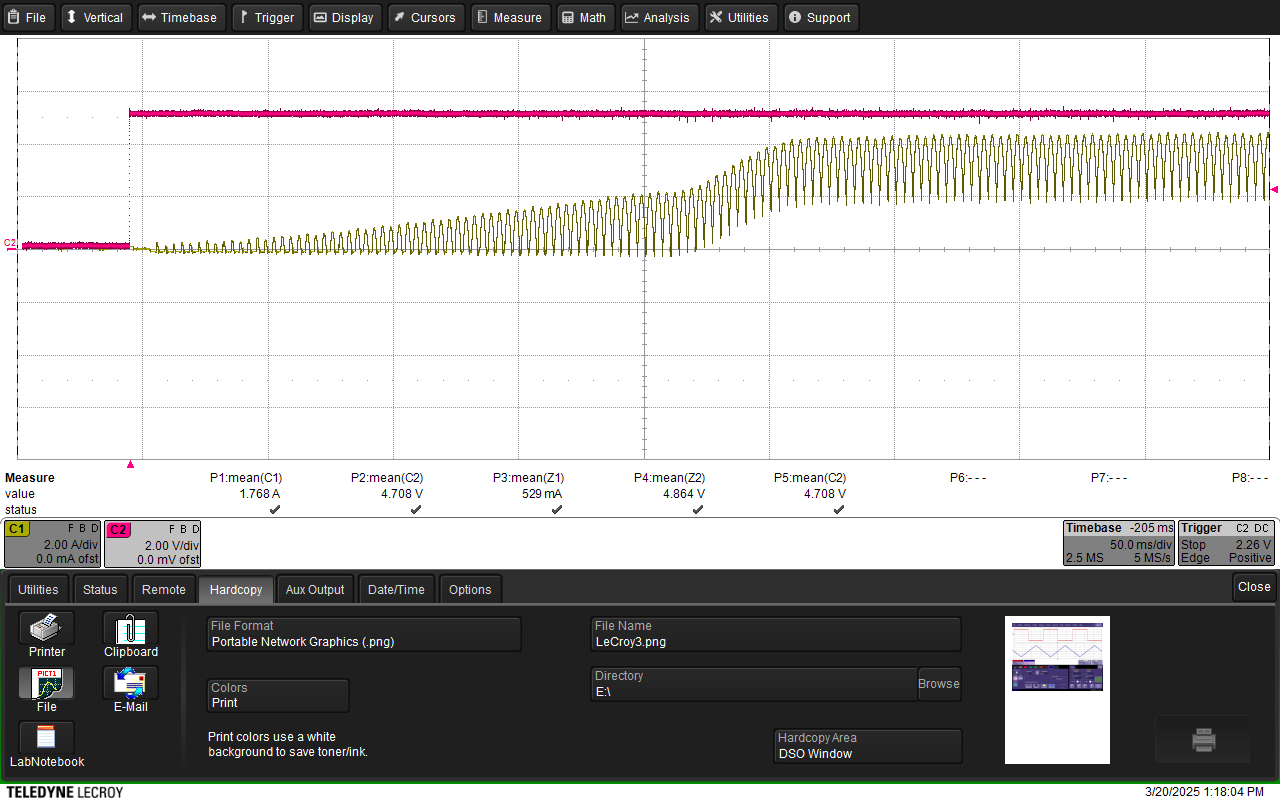 File Vertical Timebase Trigger Display Cursors Measure Math Analysis Utilities Support
C2
Measure P1:mean(C1) P2:mean(C2) P3:mean(Z1) P4:mean(Z2) P5:mean(C2) P6:- - - P7:- - - P8:- - -
value 1.768 A 4.708 V 529 mA 4.864 V 4.708 V
status
C1 F B D
2.00 A/div
0.0 mA ofst
C2 F B D
2.00 V/div
0.0 mV ofst
Timebase -205 ms
50.0 ms/div
2.5 MS 5 MS/s
Trigger C2 DC
Stop 2.26 V
Edge Positive
Utilities Status Remote Hardcopy Aux Output Date/Time Options Close
Printer Clipboard
PICT1
File E-Mail
LabNotebook
File Format
Portable Network Graphics (.png)
Colors
Print
Print colors use a white
background to save toner/ink.
File Name
LeCroy3.png
Directory
E:\ Browse
Hardcopy Area
DSO Window
TELEDYNE LECROY 3/20/2025 1:18:04 PM